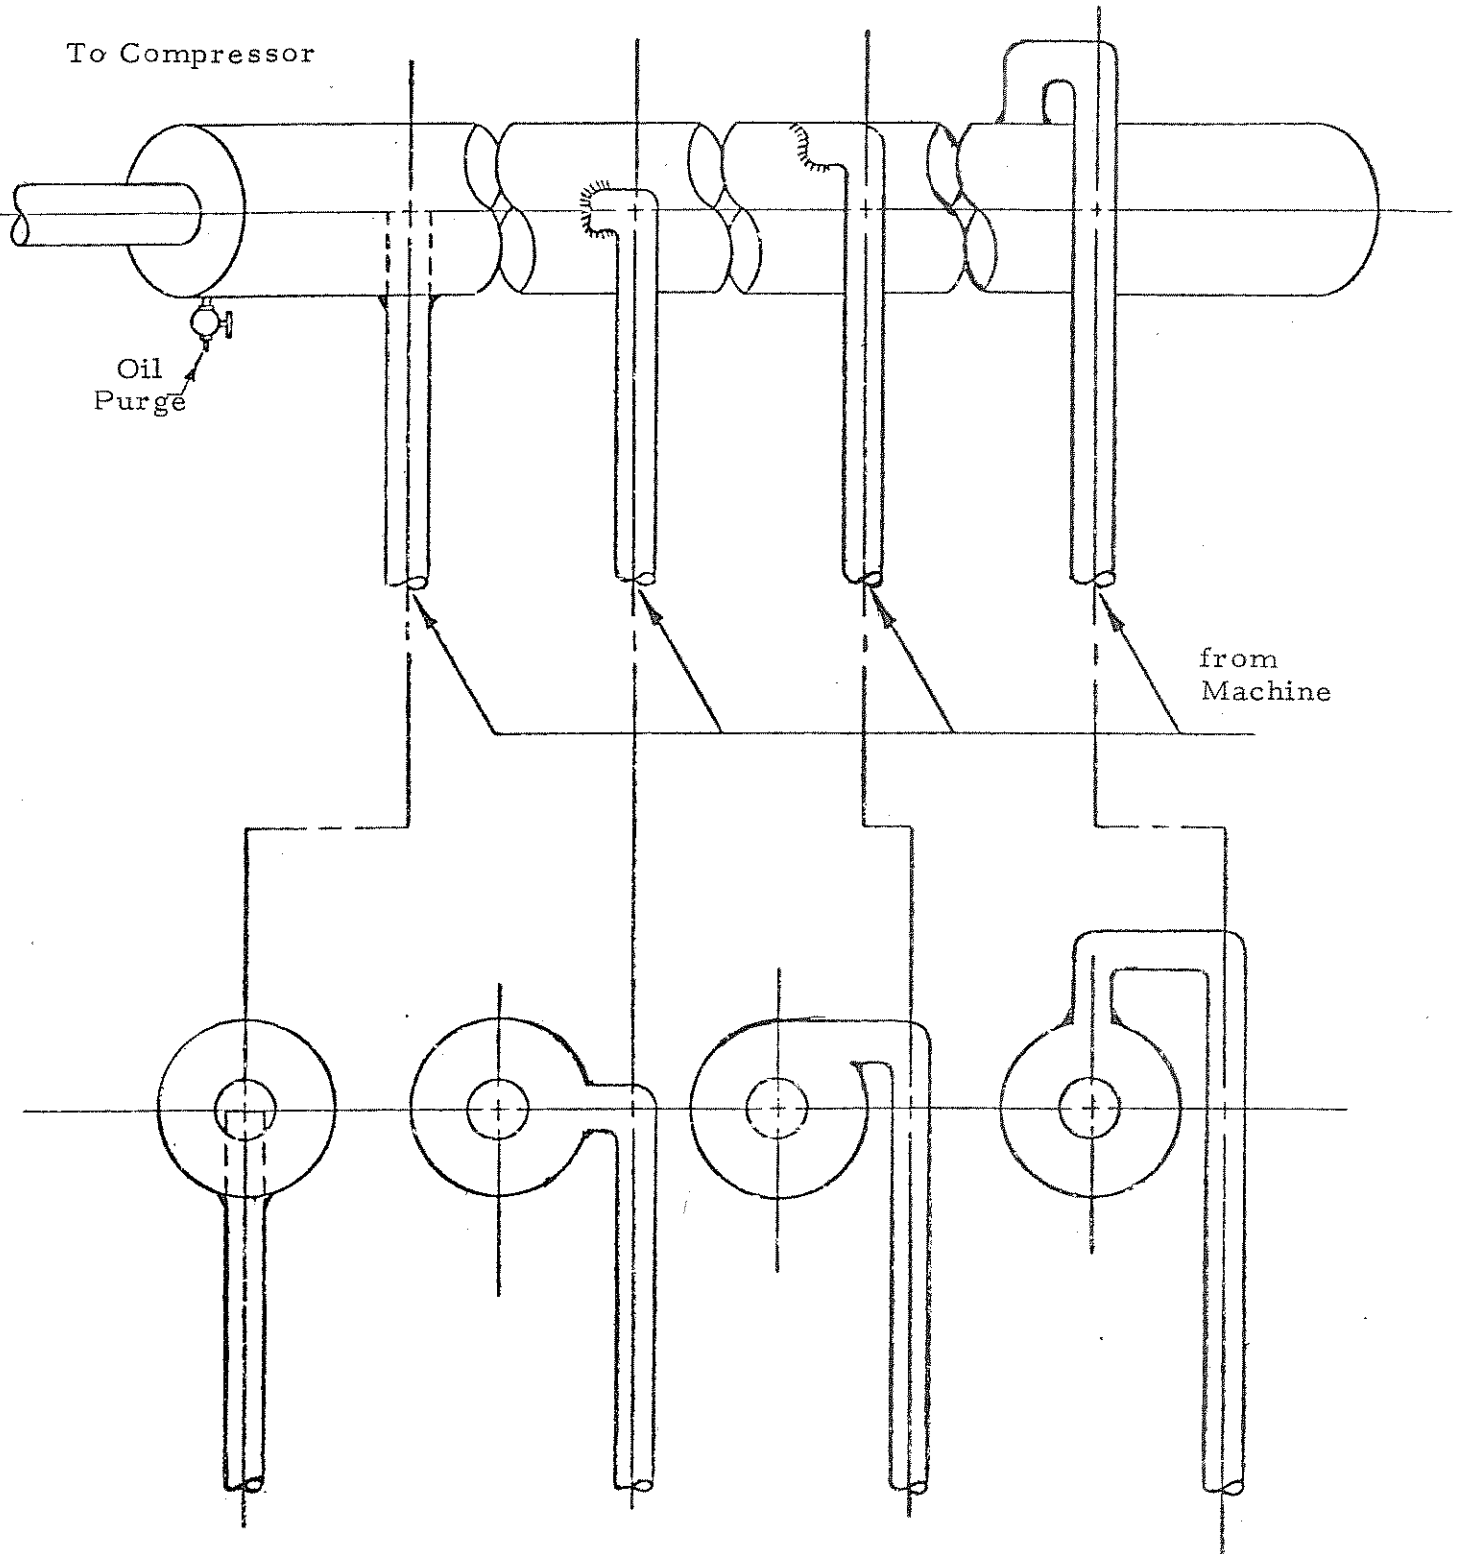 To Compressor
Oil
Purge
from
Machine